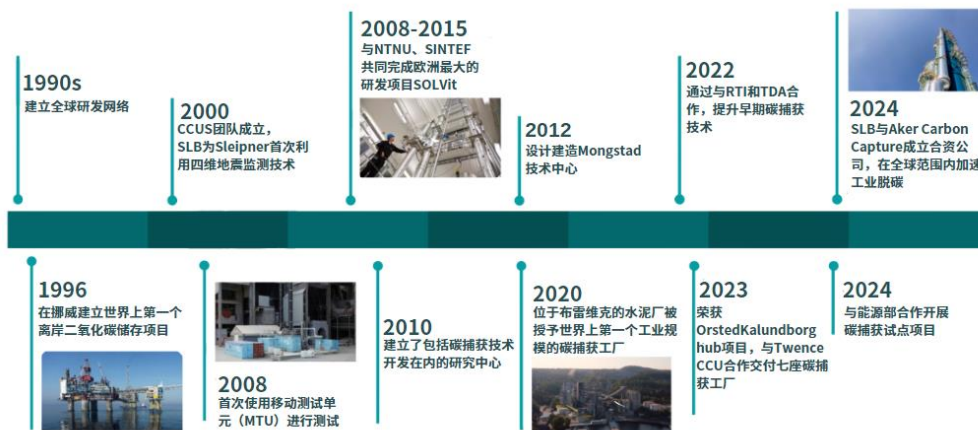 1990s
建立全球研发网络
2000
CCUS团队成立,
SLB为Sleipner首次利
用四维地震监测技术
2008-2015
与NTNU、SINTEF
共同完成欧洲最大的
研发项目SOLVit
2012
设计建造Mongstad
技术中心
2022
通过与RTI和TDA合
作，提升早期碳捕获
技术
2024
SLB与Aker Carbon
Capture成立合资公
司，在全球范围内加速
工业脱碳
1996
在挪威建立世界上第一个
离岸二氧化碳储存项目
2008
首次使用移动测试单
元（MTU）进行测试
2010
建立了包括碳捕获技术
开发在内的研究中心
2020
位于布雷维克的水泥厂被
授予世界上第一个工业规
模的碳捕获工厂
2023
荣获
OrstedKalundborg
hub项目，与Twence
CCU合作交付七座碳捕
获工厂
2024
与能源部合作开展
碳捕获试点项目